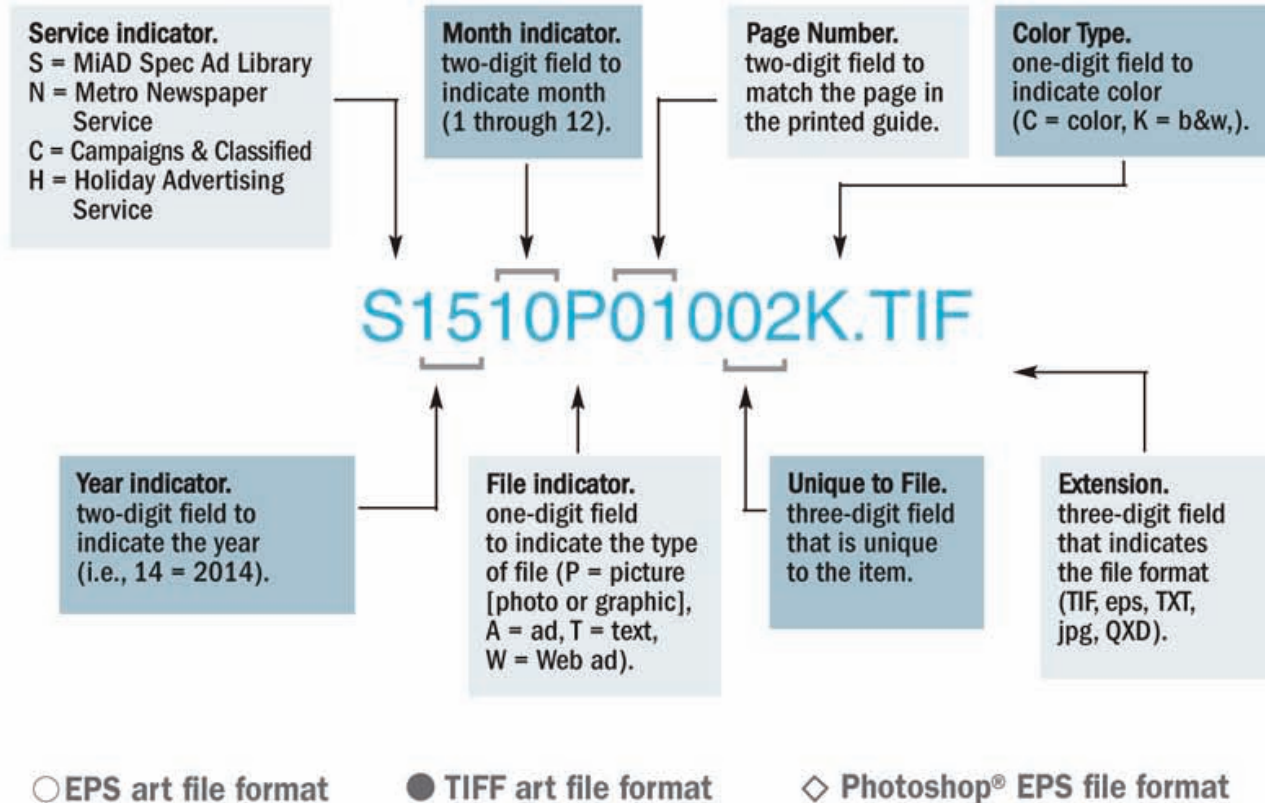 Service indicator.
S = MiAD Spec Ad Library
N = Metro Newspaper
Service
C = Campaigns & Classified
H = Holiday Advertising
Service
Month indicator.
two-digit field to
indicate month
(1 through 12).
Page Number.
two-digit field to
match the page in
the printed guide.
Color Type.
one-digit field to
indicate color
(C = color, K = b&w,).
S1510P01002K.TIF
Year indicator.
two-digit field to
indicate the year
(i.e., 14 = 2014).
File indicator.
one-digit field
to indicate the type
of file (P = picture
[photo or graphic],
A = ad, T = text,
W = Web ad).
Unique to File.
three-digit field
that is unique
to the item.
Extension.
three-digit field
that indicates
the file format
(TIF, eps, TXT,
jpg, QXD).
○ EPS art file format
● TIFF art file format
◇ Photoshop® EPS file format